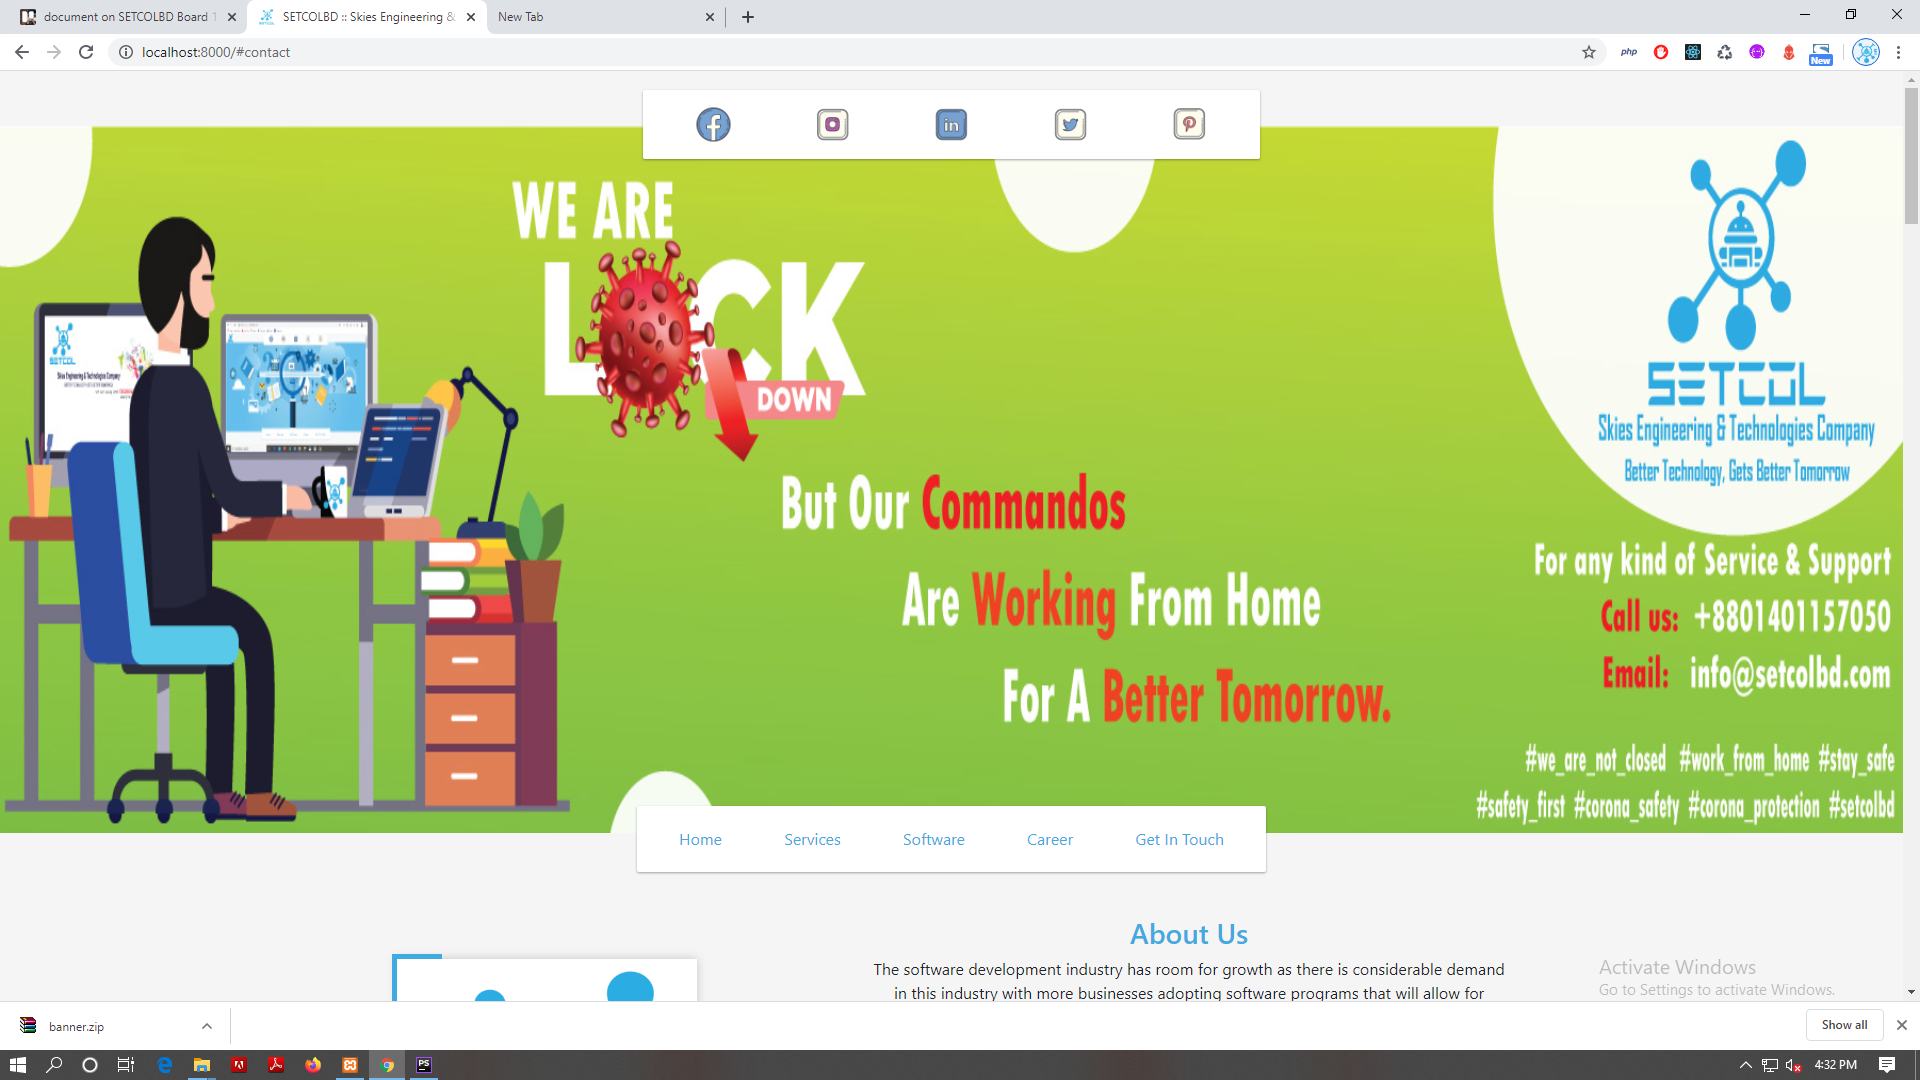 document on SETCOLBD Board
SETCOLBD :: Skies Engineering &
New Tab
localhost:8000/#contact
php
New
WE ARE
LOCK
DOWN
But Our Commandos
Are Working From Home
For A Better Tomorrow.
SETCOL
SETCOL
Skies Engineering & Technologies Company
Better Technology, Gets Better Tomorrow
For any kind of Service & Support
Call us: +8801401157050
Email: info@setcolbd.com
#we_are_not_closed #work_from_home #stay_safe
#safety_first #corona_safety #corona_protection #setcolbd
Home Services Software Career Get In Touch
About Us
The software development industry has room for growth as there is considerable demand
in this industry with more businesses adopting software programs that will allow for
Activate Windows
Go to Settings to activate Windows.
banner.zip
Show all
4:32 PM